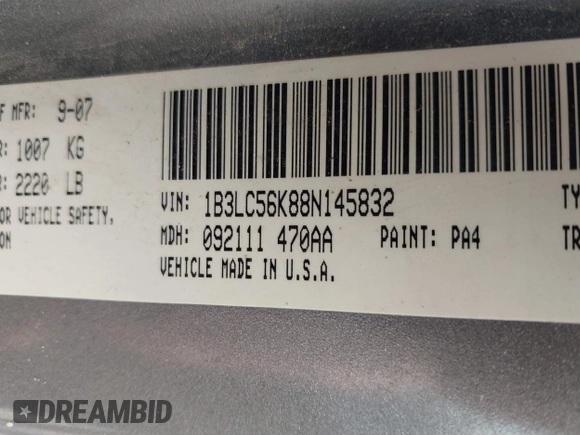 F MFR: 9-07
R: 1007 KG
R: 2220 LB
OR VEHICLE SAFETY,
ON
VIN: 1B3LC56K88N145832
MDH: 092111 470AA PAINT: PA4
VEHICLE MADE IN U.S.A.
TY
TR
DREAMBID